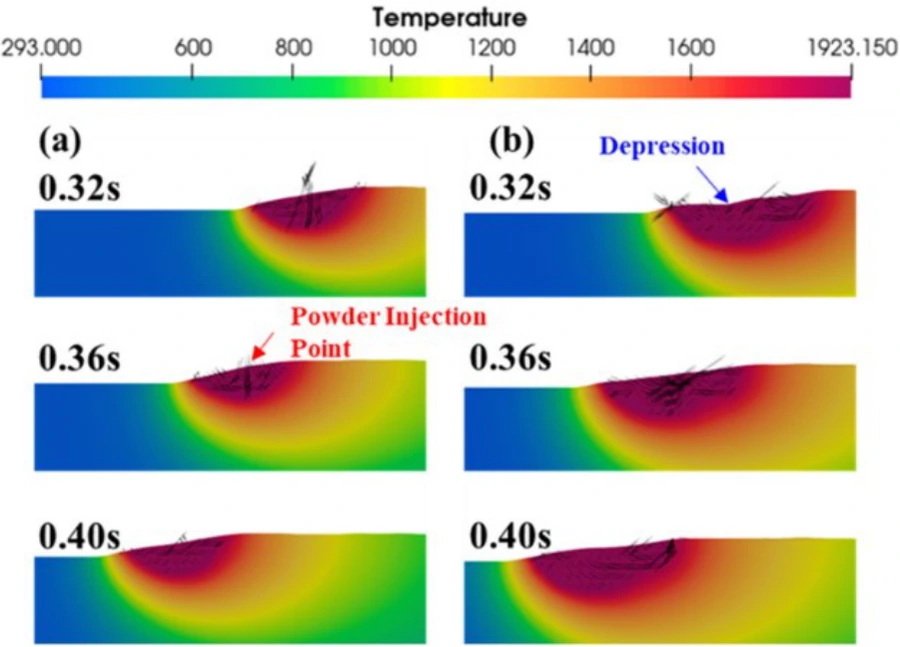 Temperature
293.000 600 800 1000 1200 1400 1600 1923.150
(a)
(b)
0.32s
0.32s
Depression
0.36s
Powder Injection
Point
0.36s
0.40s
0.40s